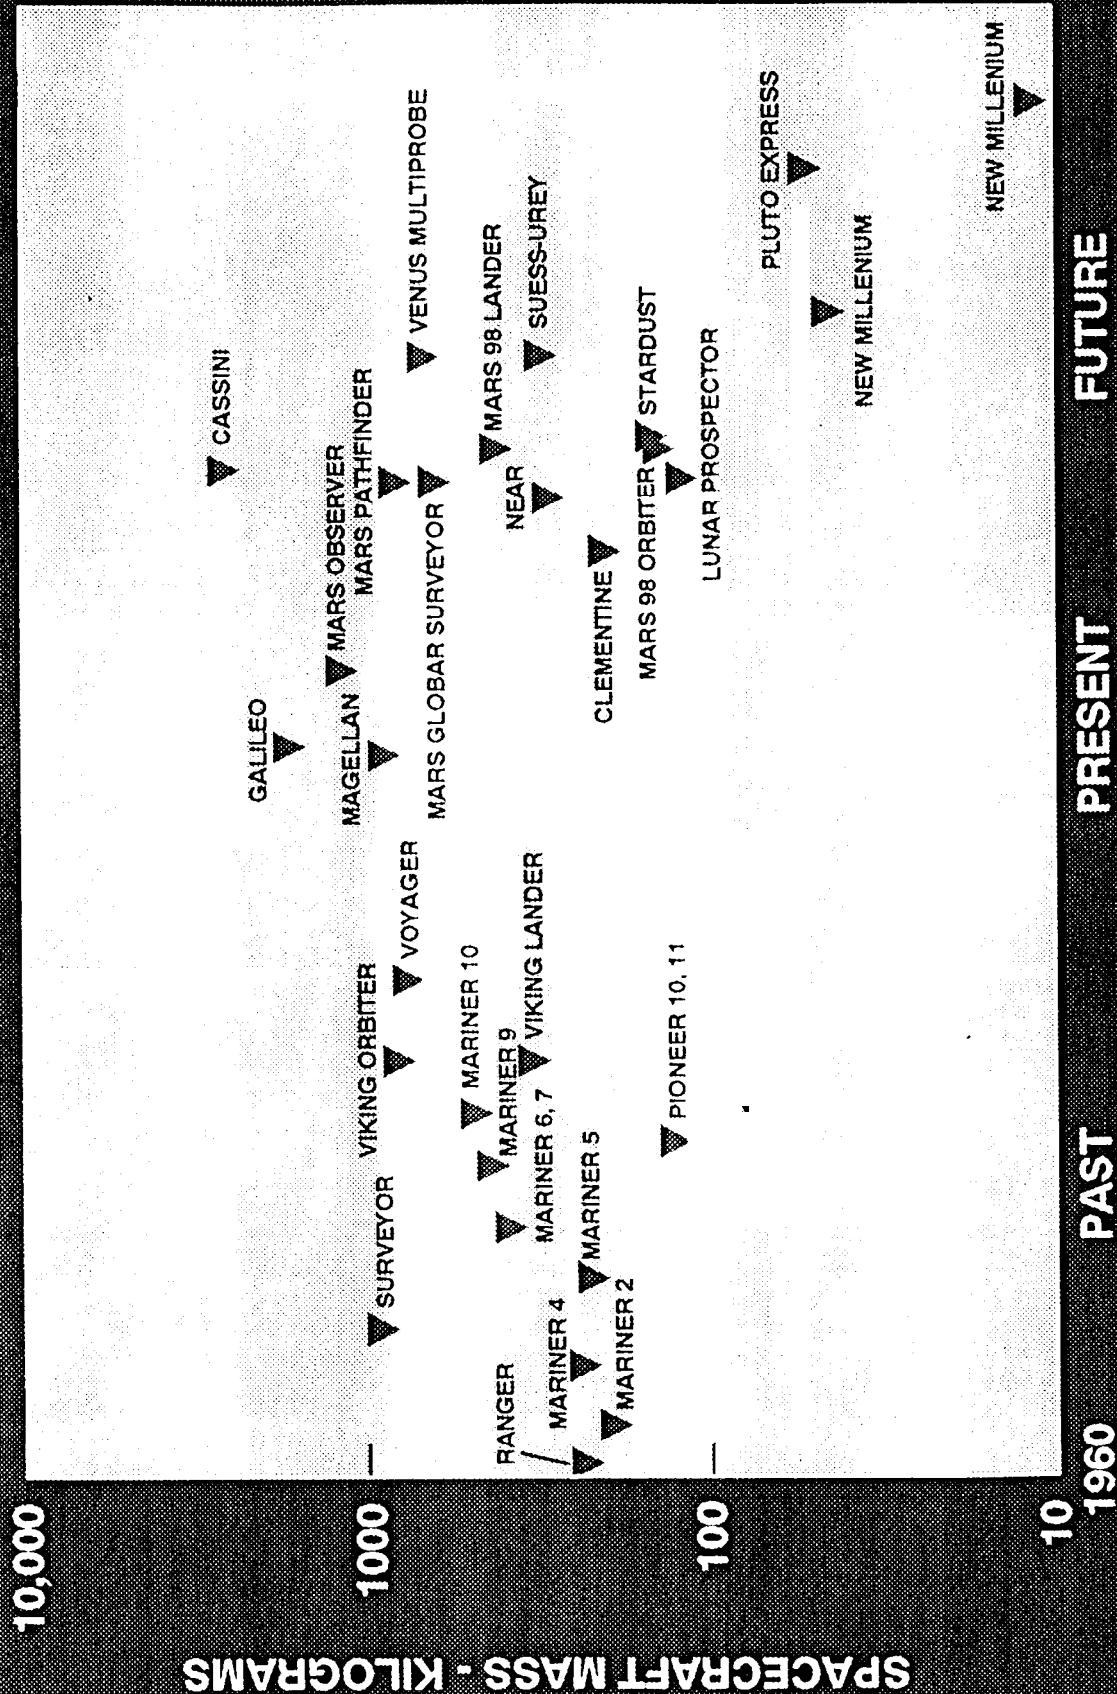 SPACECRAFT MASS - KILOGRAMS
10,000
1000
100
10
CASSINI
GALILEO
MARS OBSERVER
MARS PATHFINDER
MAGELLAN
VENUS MULTIPROBE
MARS GLOBAR SURVEYOR
SURVEYOR
VIKING ORBITER
VOYAGER
MARINER 10
MARINER 9
MARINER 6, 7
VIKING LANDER
MARS 98 LANDER
NEAR
SUESS-UREY
RANGER
MARINER 4
MARINER 5
MARINER 2
CLEMENTINE
STARDUST
MARS 98 ORBITER
LUNAR PROSPECTOR
PIONEER 10, 11
PLUTO EXPRESS
NEW MILLENIUM
NEW MILLENIUM
1960
PAST
PRESENT
FUTURE